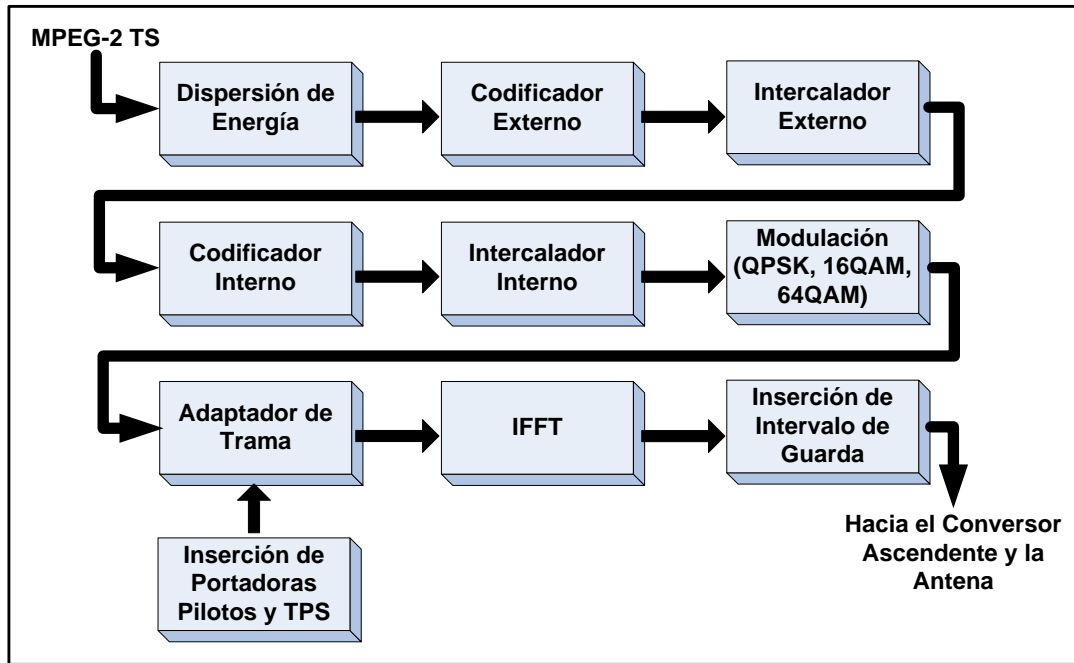 MPEG-2 TS
Dispersión de
Energía
Codificador
Externo
Intercalador
Externo
Codificador
Interno
Intercalador
Interno
Modulación
(QPSK, 16QAM,
64QAM)
Adaptador de
Trama
IFFT
Inserción de
Intervalo de
Guarda
Inserción de
Portadoras
Pilotos y TPS
Hacia el Conversor
Ascendente y la
Antena